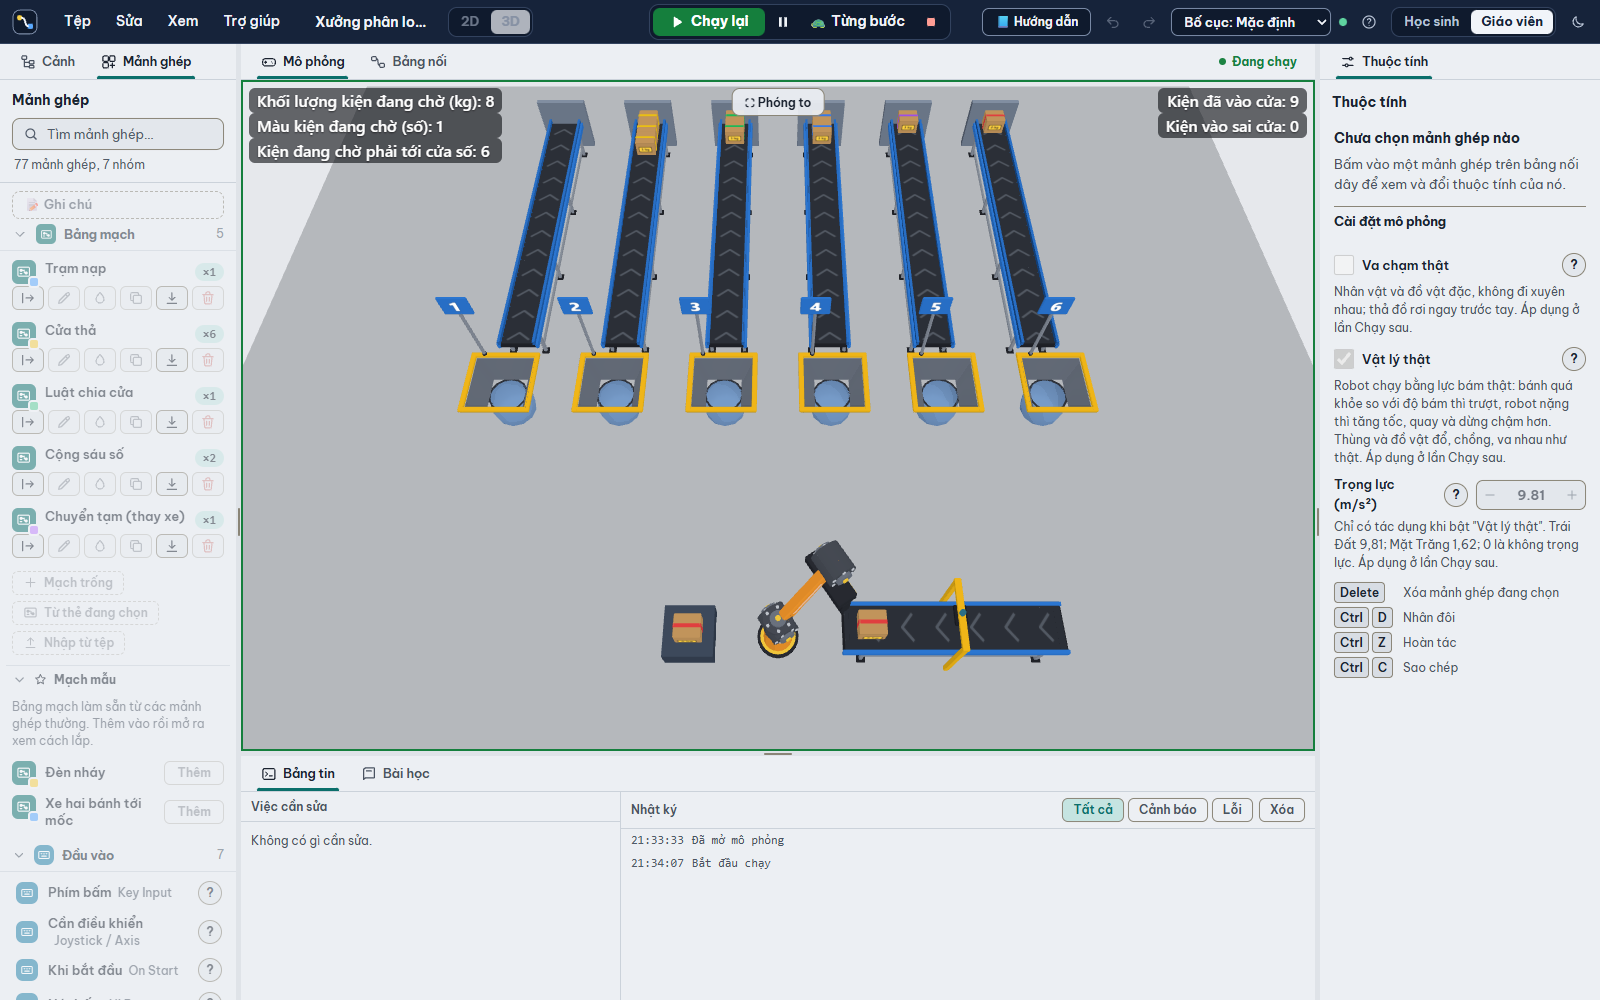 Tệp
Sửa
Xem
Trợ giúp
Xưởng phân lo...
2D
3D
Chạy lại
Từng bước
Hướng dẫn
Bố cục: Mặc định
Học sinh
Giáo viên
Cảnh
Mảnh ghép
Mảnh ghép
Tìm mảnh ghép...
77 mảnh ghép, 7 nhóm
Ghi chú
Bảng mạch
5
Trạm nạp
×1
Cửa thả
×6
Luật chia cửa
×1
Cộng sáu số
×2
Chuyển tạm (thay xe)
×1
Mạch trống
Từ thẻ đang chọn
Nhập từ tệp
Mạch mẫu
Bảng mạch làm sẵn từ các mảnh
ghép thường. Thêm vào rồi mở ra
xem cách lắp.
Đèn nháy
Thêm
Xe hai bánh tới
mốc
Thêm
Đầu vào
7
Phím bấm Key Input
?
Cần điều khiển
Joystick / Axis
?
Khi bắt đầu On Start
?
Mô phỏng
Bảng nối
Đang chạy
Khối lượng kiện đang chờ (kg): 8
Màu kiện đang chờ (số): 1
Kiện đang chờ phải tới cửa số: 6
Phóng to
Kiện đã vào cửa: 9
Kiện vào sai cửa: 0
1
2
3
4
5
6
Bảng tin
Bài học
Việc cần sửa
Không có gì cần sửa.
Nhật ký
Tất cả
Cảnh báo
Lỗi
Xóa
21:33:33 Đã mở mô phỏng
21:34:07 Bắt đầu chạy
Thuộc tính
Thuộc tính
Chưa chọn mảnh ghép nào
Bấm vào một mảnh ghép trên bảng nối
dây để xem và đổi thuộc tính của nó.
Cài đặt mô phỏng
Va chạm thật
?
Nhân vật và đồ vật đặc, không đi xuyên
nhau; thả đồ rơi ngay trước tay. Áp dụng ở
lần Chạy sau.
Vật lý thật
?
Robot chạy bằng lực bám thật: bánh quá
khỏe so với độ bám thì trượt, robot nặng
thì tăng tốc, quay và dừng chậm hơn.
Thùng và đồ vật đổ, chồng, va nhau như
thật. Áp dụng ở lần Chạy sau.
Trọng lực
(m/s²)
?
− 9.81 +
Chỉ có tác dụng khi bật "Vật lý thật". Trái
Đất 9,81; Mặt Trăng 1,62; 0 là không trọng
lực. Áp dụng ở lần Chạy sau.
Delete Xóa mảnh ghép đang chọn
Ctrl D Nhân đôi
Ctrl Z Hoàn tác
Ctrl C Sao chép